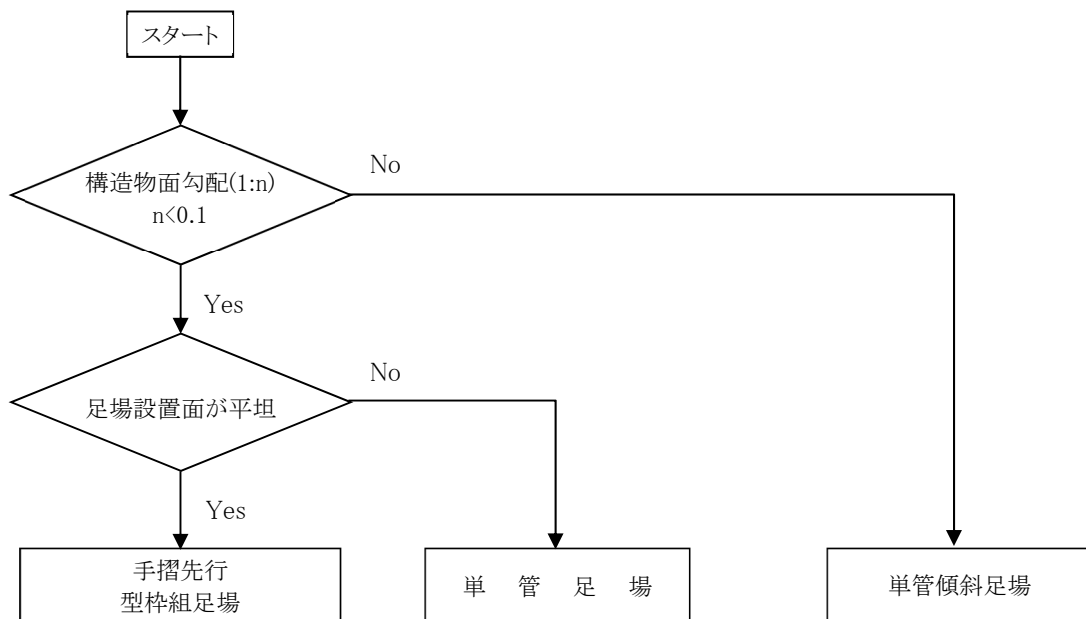 スタート
構造物面勾配(1:n)
n<0.1
No
Yes
足場設置面が平坦
No
Yes
手摺先行
型枠組足場
単 管 足 場
単管傾斜足場